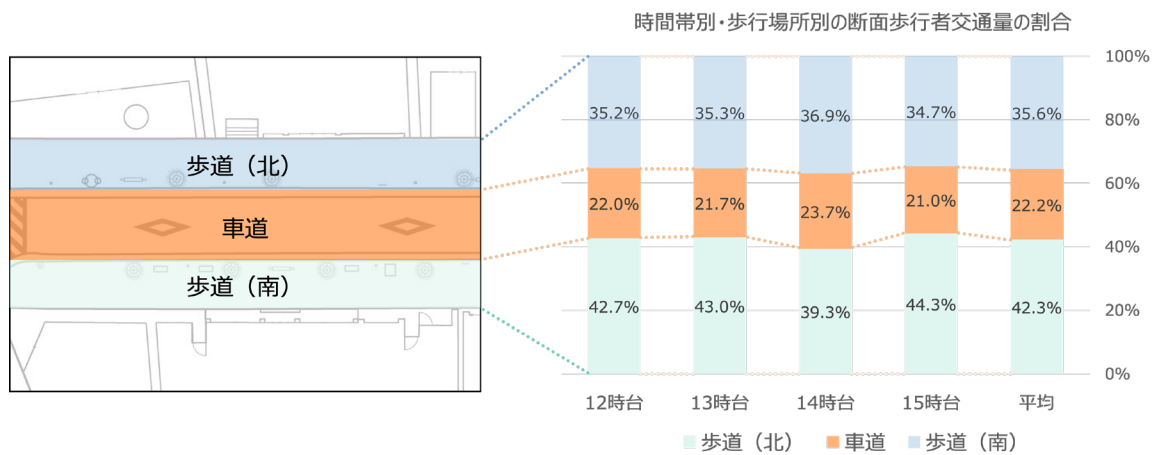 時間帯別・歩行場所別の断面歩行者交通量の割合
歩道（北）
車道
歩道（南）
100%
80%
60%
40%
20%
0%
35.2% 35.3% 36.9% 34.7% 35.6%
22.0% 21.7% 23.7% 21.0% 22.2%
42.7% 43.0% 39.3% 44.3% 42.3%
12時台 13時台 14時台 15時台 平均
歩道（北） 車道 歩道（南）